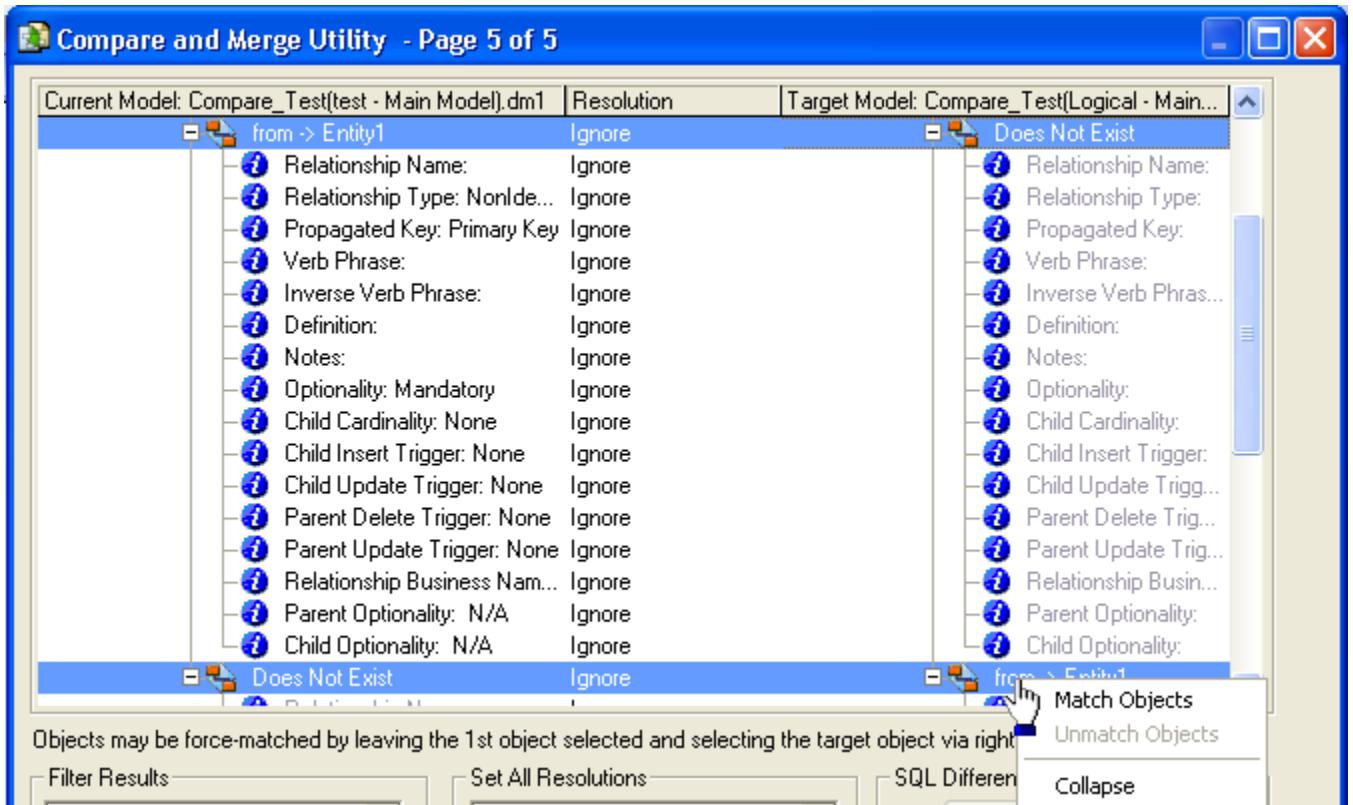 Compare and Merge Utility - Page 5 of 5
Current Model: Compare_Test(test - Main Model).dm1 Resolution Target Model: Compare_Test(Logical - Main...
from -> Entity1 Ignore Does Not Exist
Relationship Name: Ignore Relationship Name:
Relationship Type: NonIde... Ignore Relationship Type:
Propagated Key: Primary Key Ignore Propagated Key:
Verb Phrase: Ignore Verb Phrase:
Inverse Verb Phrase: Ignore Inverse Verb Phras...
Definition: Ignore Definition:
Notes: Ignore Notes:
Optionality: Mandatory Ignore Optionality:
Child Cardinality: None Ignore Child Cardinality:
Child Insert Trigger: None Ignore Child Insert Trigger:
Child Update Trigger: None Ignore Child Update Trigg...
Parent Delete Trigger: None Ignore Parent Delete Trig...
Parent Update Trigger: None Ignore Parent Update Trig...
Relationship Business Nam... Ignore Relationship Busin...
Parent Optionality: N/A Ignore Parent Optionality:
Child Optionality: N/A Ignore Child Optionality:
Does Not Exist Ignore from -> Entity1
Match Objects
Objects may be force-matched by leaving the 1st object selected and selecting the target object via right
Unmatch Objects
Filter Results Set All Resolutions SQL Differen
Collapse